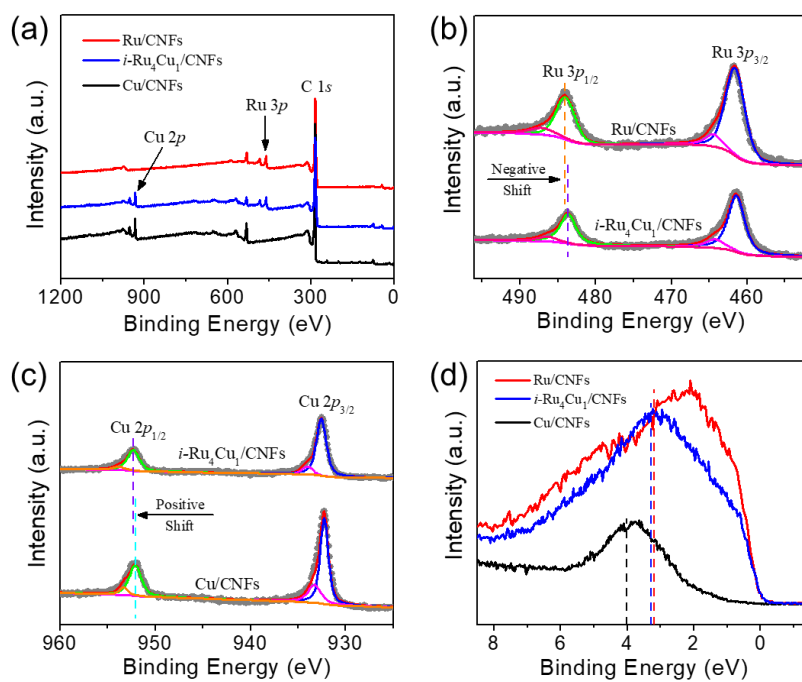 (a)
Ru/CNFs
i-Ru₄Cu₁/CNFs
Cu/CNFs
C 1s
Ru 3p
Cu 2p
Intensity (a.u.)
1200 900 600 300 0
Binding Energy (eV)
(b)
Ru 3p₃/₂
Ru 3p₁/₂
Ru/CNFs
Negative
Shift
i-Ru₄Cu₁/CNFs
Intensity (a.u.)
490 480 470 460
Binding Energy (eV)
(c)
Cu 2p₃/₂
Cu 2p₁/₂
i-Ru₄Cu₁/CNFs
Positive
Shift
Cu/CNFs
Intensity (a.u.)
960 950 940 930
Binding Energy (eV)
(d)
Ru/CNFs
i-Ru₄Cu₁/CNFs
Cu/CNFs
Intensity (a.u.)
8 6 4 2 0
Binding Energy (eV)